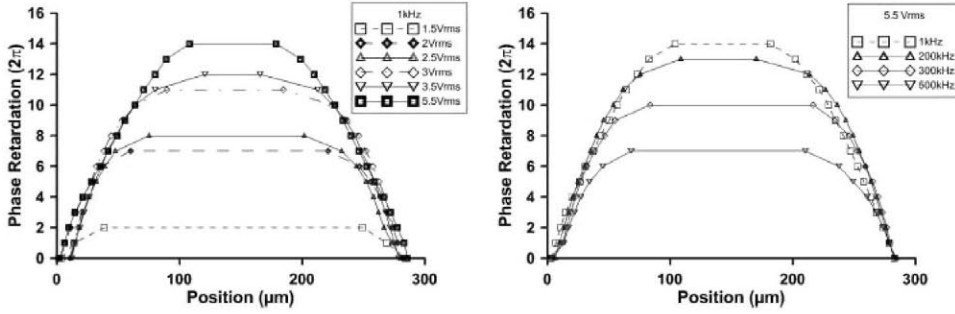 1kHz
1.5Vrms
2Vrms
2.5Vrms
3Vrms
3.5Vrms
5.5Vrms
Phase Retardation (2π)
16
14
12
10
8
6
4
2
0
0
100
200
300
Position (µm)
5.5 Vrms
1kHz
200kHz
300kHz
500kHz
Phase Retardation (2π)
16
14
12
10
8
6
4
2
0
0
100
200
300
Position (µm)